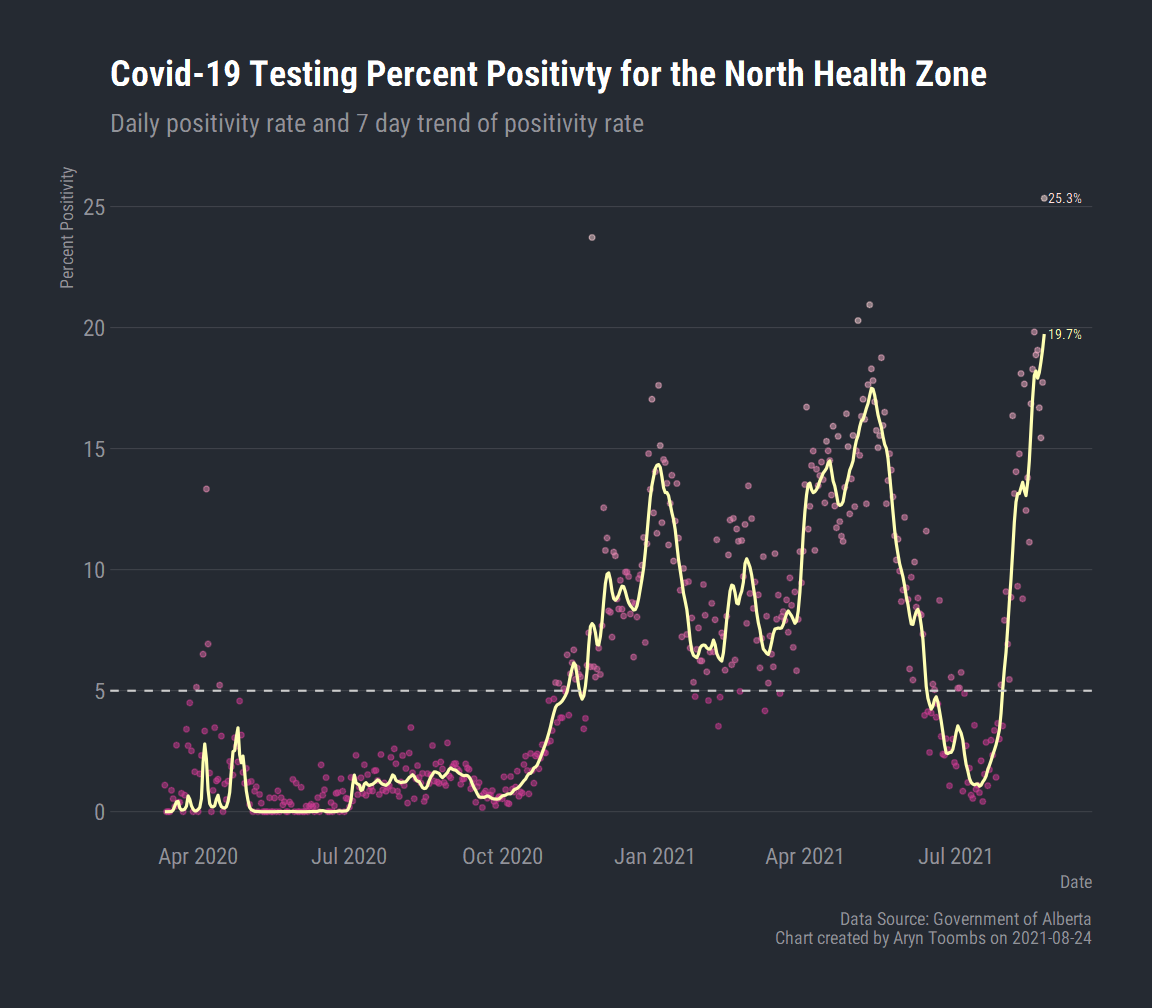 Covid-19 Testing Percent Positivty for the North Health Zone
Daily positivity rate and 7 day trend of positivity rate
Percent Positivity
25
20
15
10
5
0
25.3%
19.7%
Apr 2020
Jul 2020
Oct 2020
Jan 2021
Apr 2021
Jul 2021
Date
Data Source: Government of Alberta
Chart created by Aryn Toombs on 2021-08-24